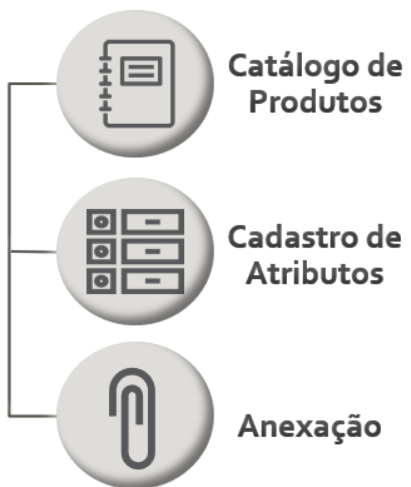 Catálogo de
Produtos
Cadastro de
Atributos
Anexação